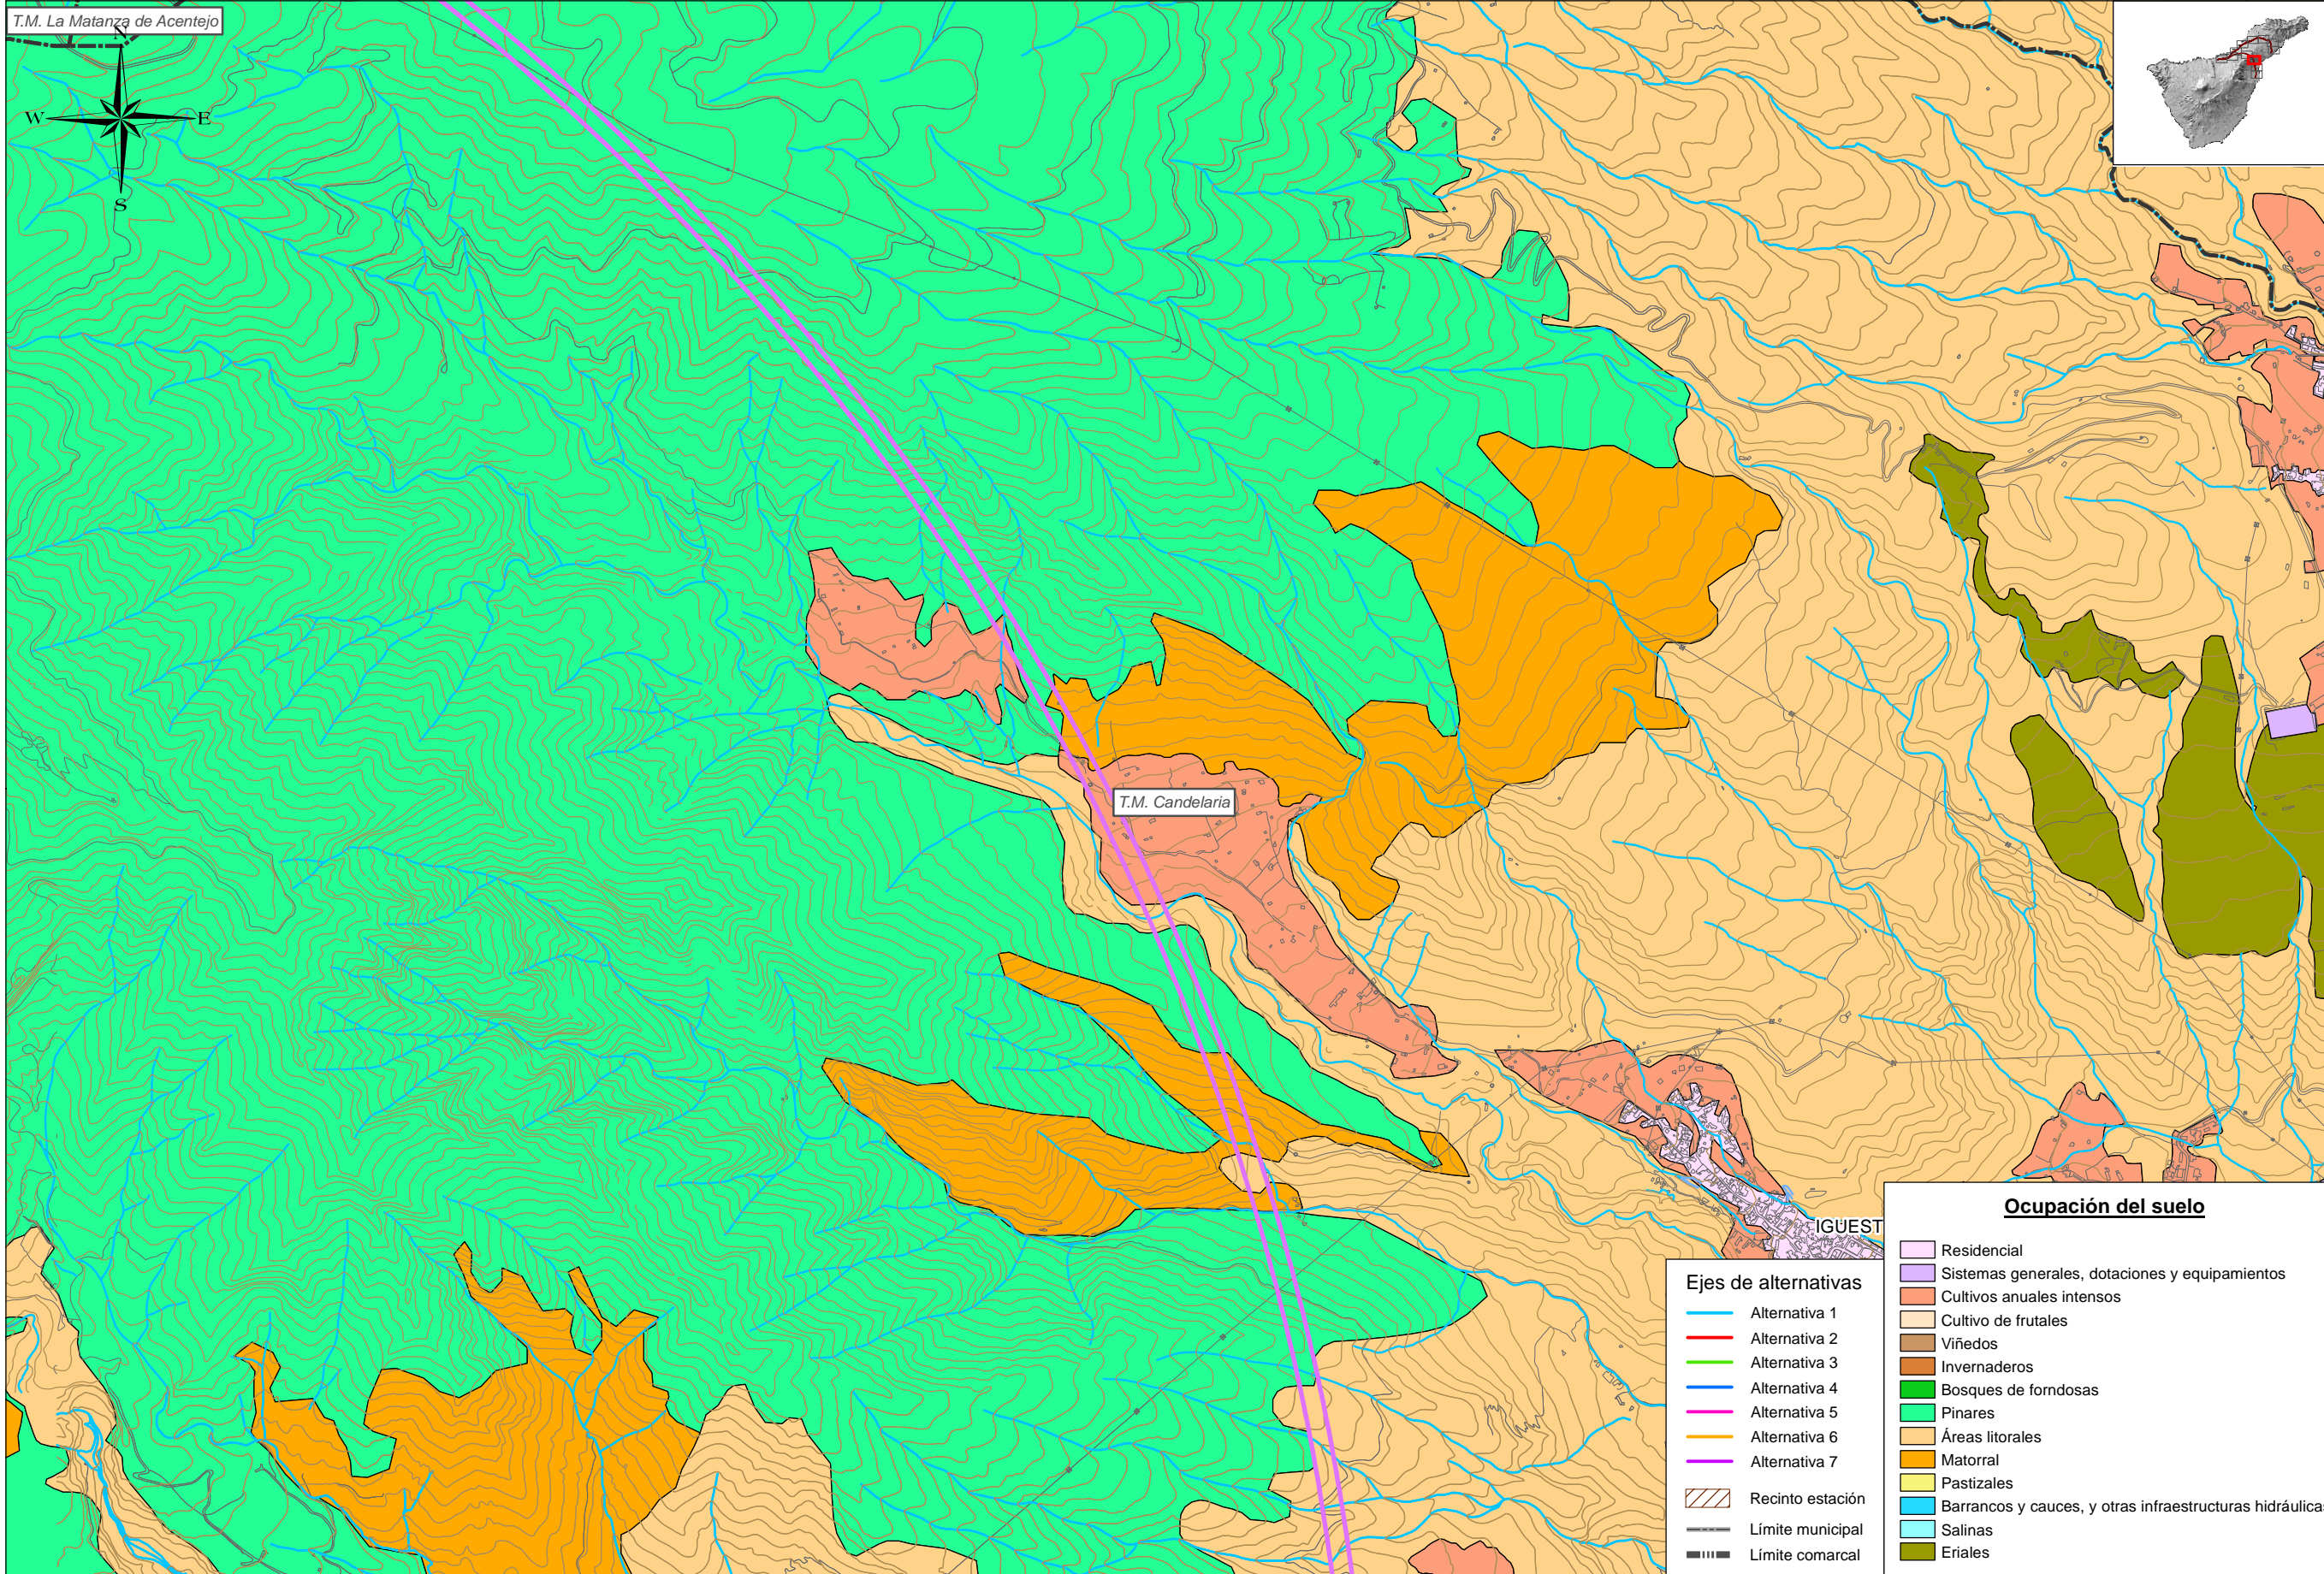 T.M. La Matanza de Acentejo
N
W
E
S
T.M. Candelaria
IGUEST
Ejes de alternativas
Alternativa 1
Alternativa 2
Alternativa 3
Alternativa 4
Alternativa 5
Alternativa 6
Alternativa 7
Recinto estación
Límite municipal
Límite comarcal
Ocupación del suelo
Residencial
Sistemas generales, dotaciones y equipamientos
Cultivos anuales intensos
Cultivo de frutales
Viñedos
Invernaderos
Bosques de forndosas
Pinares
Áreas litorales
Matorral
Pastizales
Barrancos y cauces, y otras infraestructuras hidráulicas
Salinas
Eriales